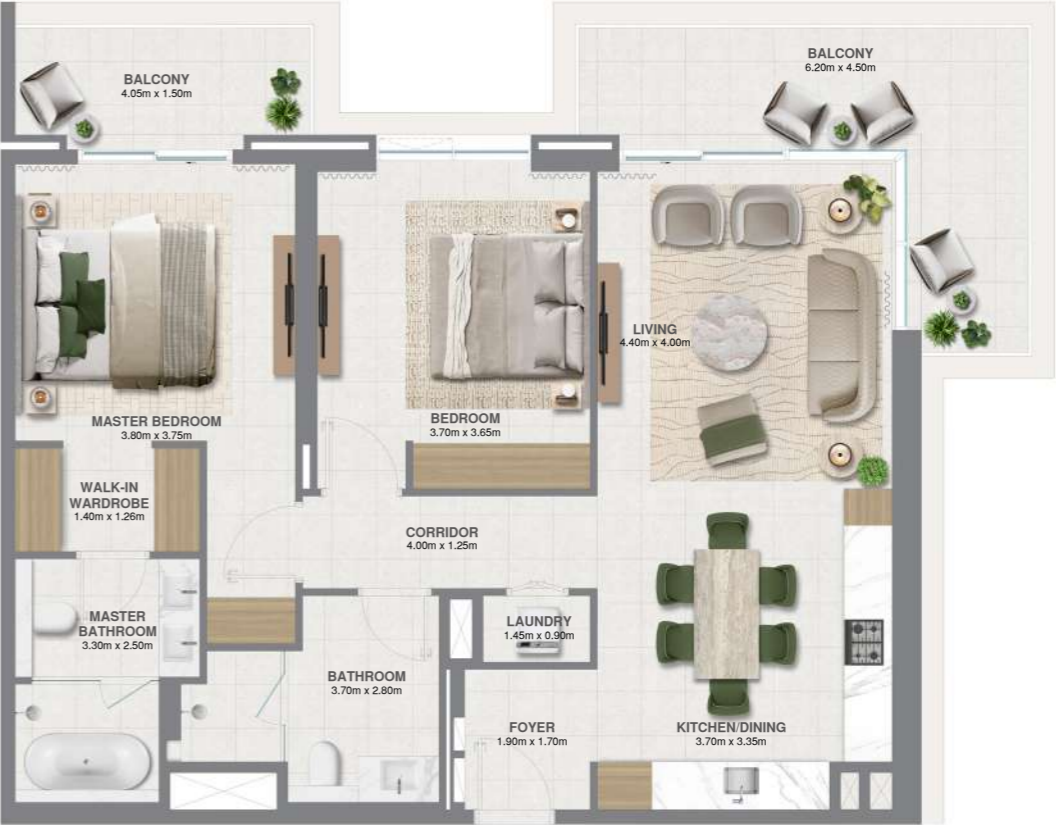 BALCONY
4.05m x 1.50m
BALCONY
6.20m x 4.50m
LIVING
4.40m x 4.00m
MASTER BEDROOM
3.80m x 3.75m
BEDROOM
3.70m x 3.65m
WALK-IN
WARDROBE
1.40m x 1.26m
CORRIDOR
4.00m x 1.25m
MASTER
BATHROOM
3.30m x 2.50m
LAUNDRY
1.45m x 0.90m
BATHROOM
3.70m x 2.80m
FOYER
1.90m x 1.70m
KITCHEN/DINING
3.70m x 3.35m